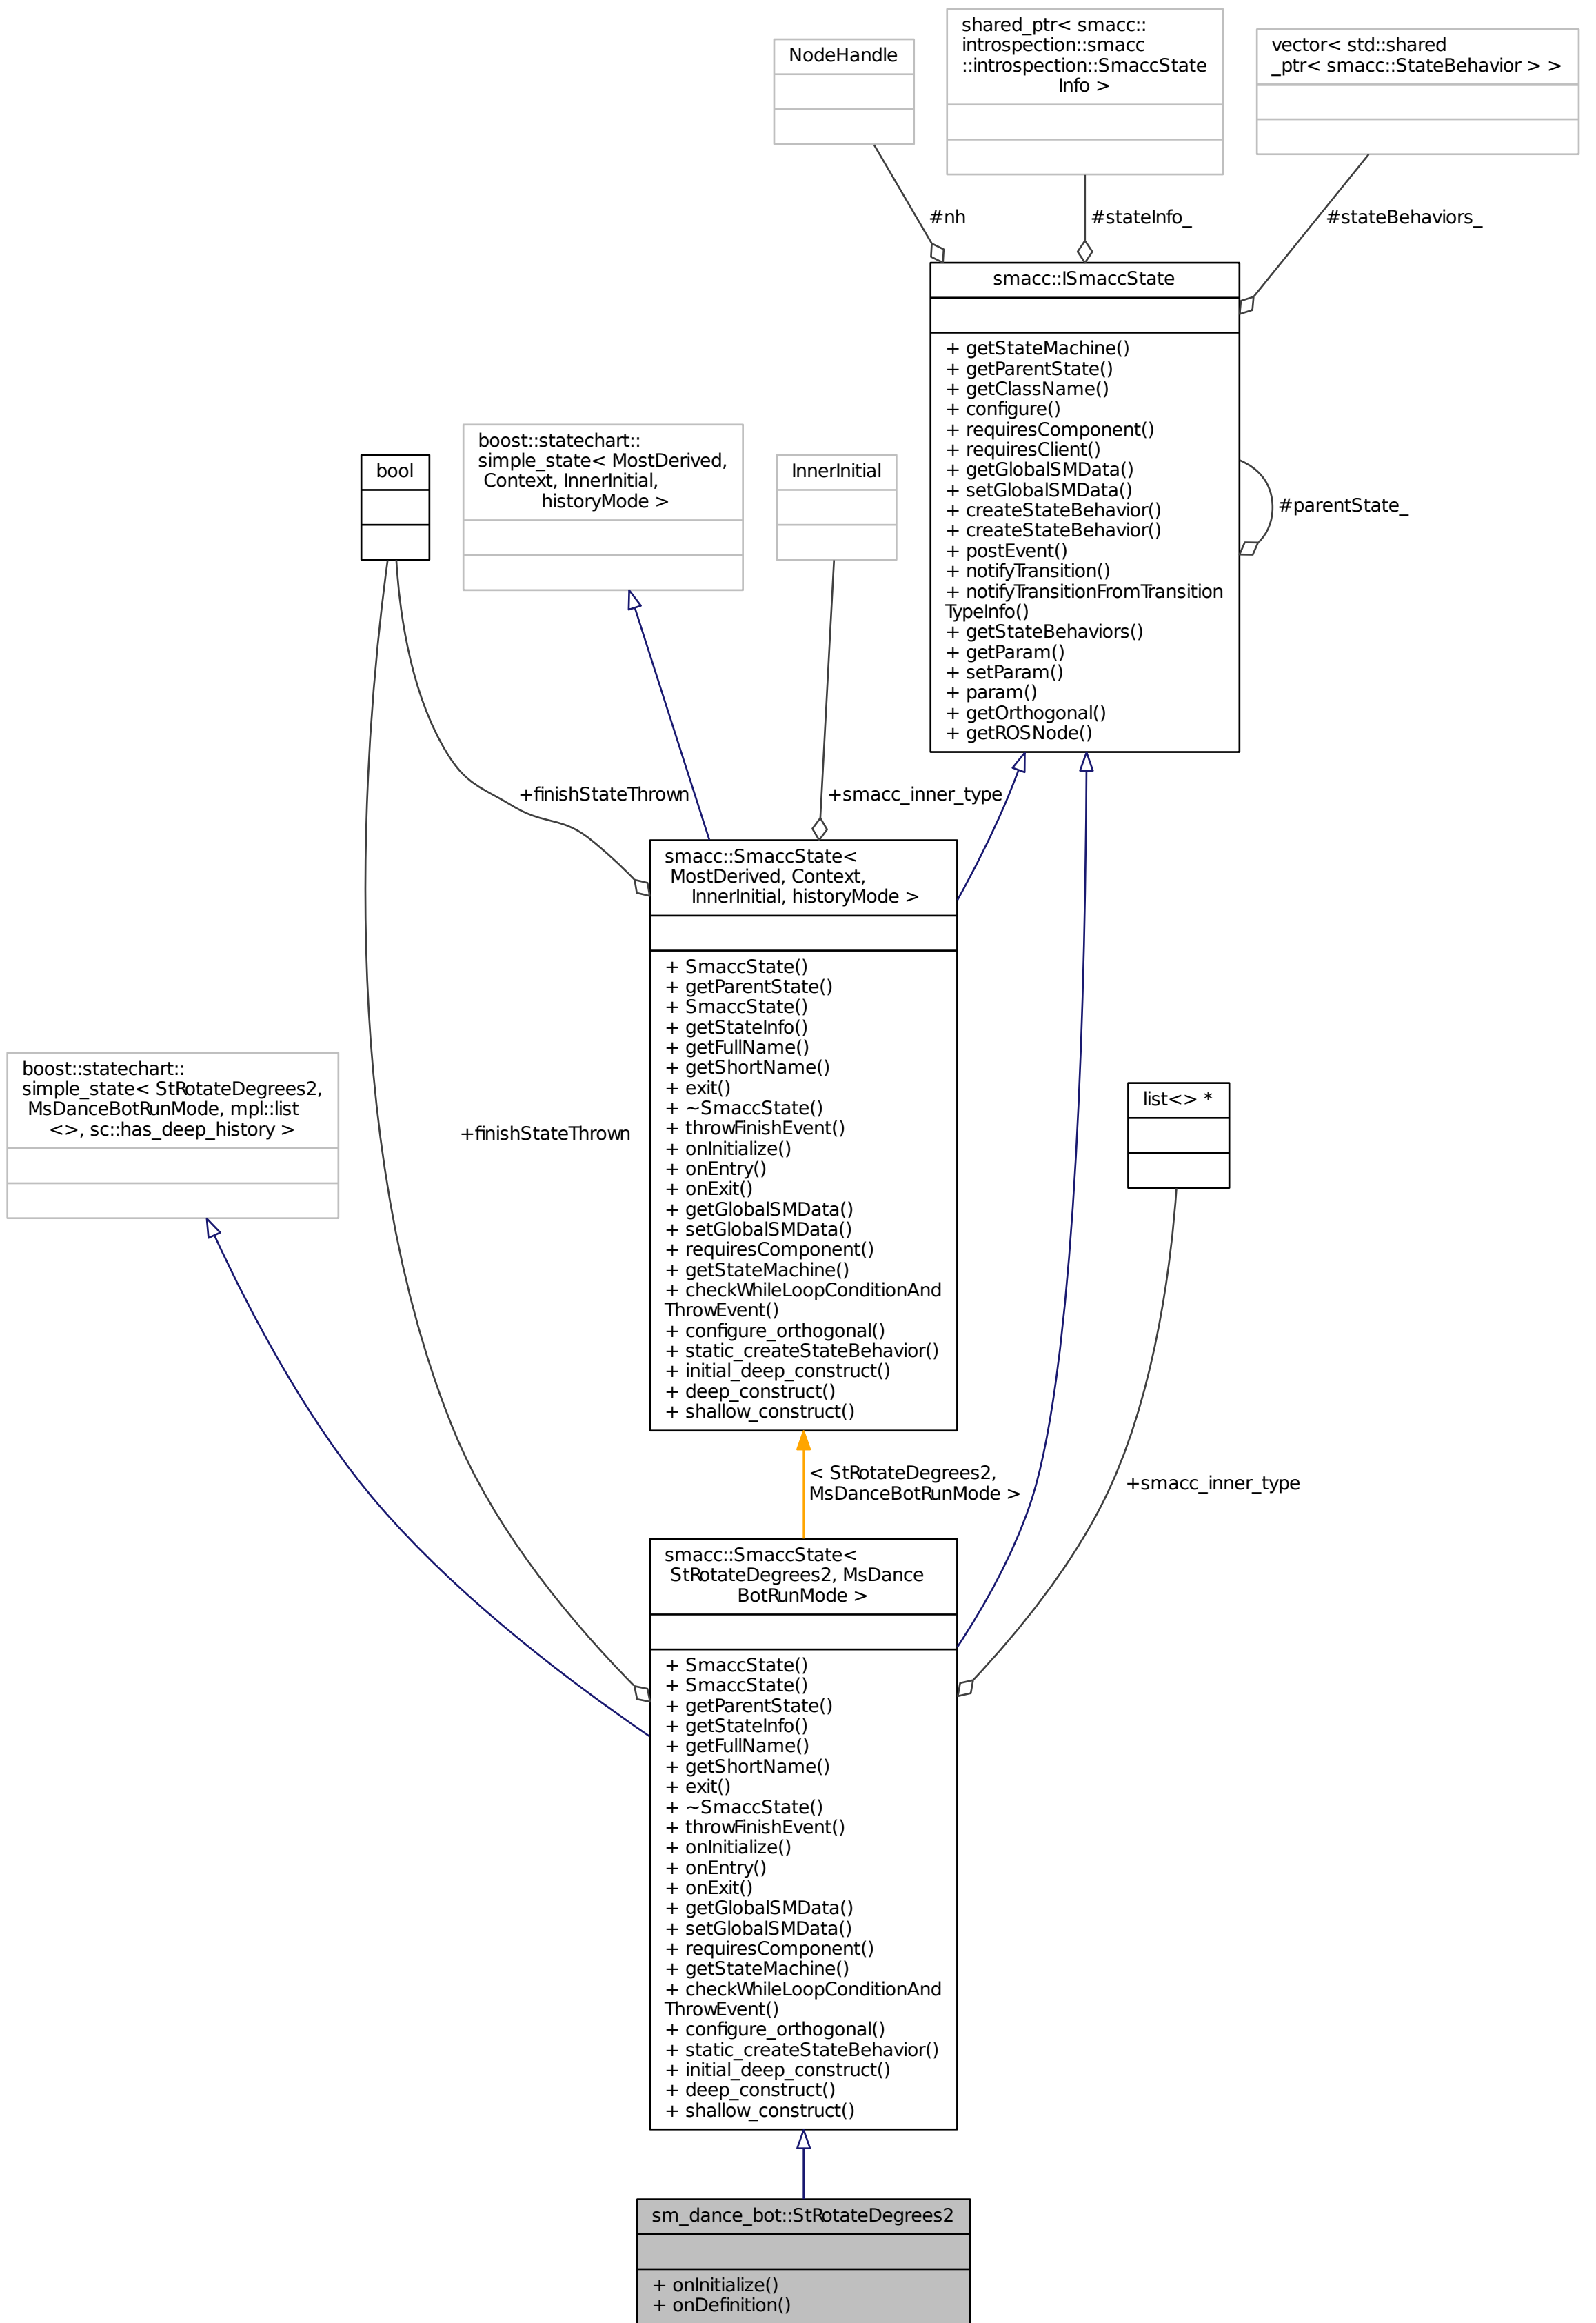 NodeHandle
shared_ptr< smacc::
introspection::smacc
::introspection::SmaccState
Info >
vector< std::shared
_ptr< smacc::StateBehavior > >
#nh
#stateInfo_
#stateBehaviors_
smacc::ISmaccState
+ getStateMachine()
+ getParentState()
+ getClassName()
+ configure()
+ requiresComponent()
+ requiresClient()
+ getGlobalSMData()
+ setGlobalSMData()
+ createStateBehavior()
+ createStateBehavior()
+ postEvent()
+ notifyTransition()
+ notifyTransitionFromTransition
TypeInfo()
+ getStateBehaviors()
+ getParam()
+ setParam()
+ param()
+ getOrthogonal()
+ getROSNode()
#parentState_
bool
boost::statechart::
simple_state< MostDerived,
Context, InnerInitial,
historyMode >
InnerInitial
+finishStateThrown
+smacc_inner_type
smacc::SmaccState<
MostDerived, Context,
InnerInitial, historyMode >
+ SmaccState()
+ getParentState()
+ SmaccState()
+ getStateInfo()
+ getFullName()
+ getShortName()
+ exit()
+ ~SmaccState()
+ throwFinishEvent()
+ onInitialize()
+ onEntry()
+ onExit()
+ getGlobalSMData()
+ setGlobalSMData()
+ requiresComponent()
+ getStateMachine()
+ checkWhileLoopConditionAnd
ThrowEvent()
+ configure_orthogonal()
+ static_createStateBehavior()
+ initial_deep_construct()
+ deep_construct()
+ shallow_construct()
boost::statechart::
simple_state< StRotateDegrees2,
MsDanceBotRunMode, mpl::list
<>, sc::has_deep_history >
+finishStateThrown
list<> *
< StRotateDegrees2,
MsDanceBotRunMode >
+smacc_inner_type
smacc::SmaccState<
StRotateDegrees2, MsDance
BotRunMode >
+ SmaccState()
+ SmaccState()
+ getParentState()
+ getStateInfo()
+ getFullName()
+ getShortName()
+ exit()
+ ~SmaccState()
+ throwFinishEvent()
+ onInitialize()
+ onEntry()
+ onExit()
+ getGlobalSMData()
+ setGlobalSMData()
+ requiresComponent()
+ getStateMachine()
+ checkWhileLoopConditionAnd
ThrowEvent()
+ configure_orthogonal()
+ static_createStateBehavior()
+ initial_deep_construct()
+ deep_construct()
+ shallow_construct()
sm_dance_bot::StRotateDegrees2
+ onInitialize()
+ onDefinition()